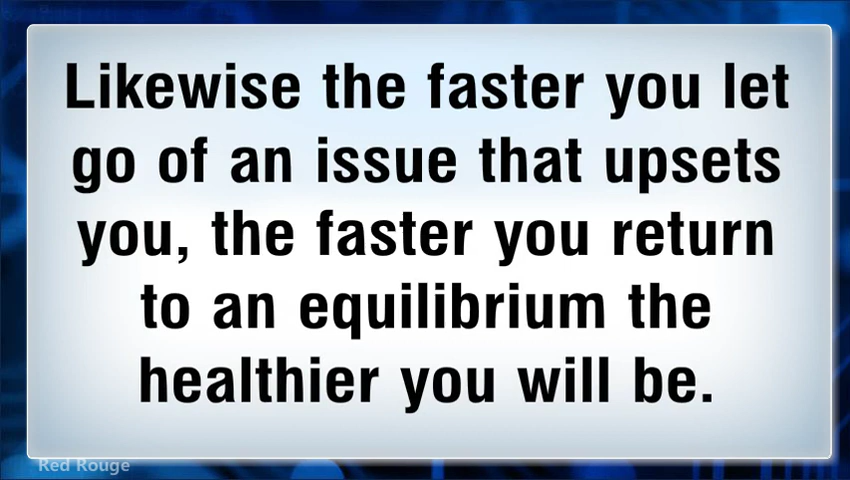 Likewise the faster you let
go of an issue that upsets
you, the faster you return
to an equilibrium the
healthier you will be.
Red Rouge